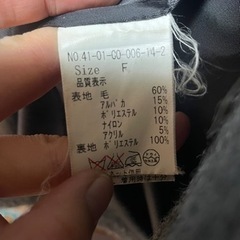 NO.41-01-CO-006-14-2
Size F
品質表示
表地 毛 60%
アルパカ 15%
ポリエステル 10%
ナイロン 10%
アクリル 5%
裏地 ポリエステル 100%